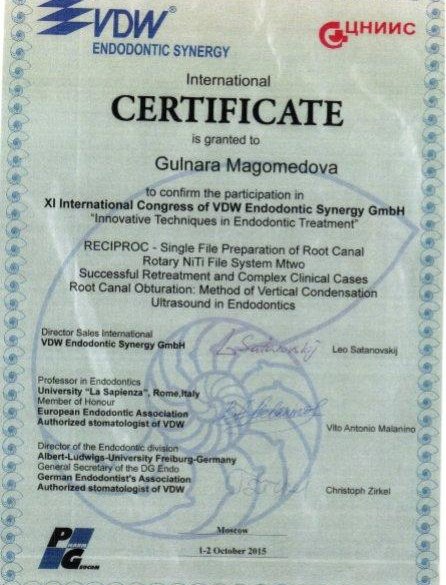 VDW®
ENDODONTIC SYNERGY
ЦНИИС
International
CERTIFICATE
is granted to
Gulnara Magomedova
to confirm the participation in
XI International Congress of VDW Endodontic Synergy GmbH
"Innovative Techniques in Endodontic Treatment"
RECIPROC - Single File Preparation of Root Canal
Rotary NiTi File System Mtwo
Successful Retreatment and Complex Clinical Cases
Root Canal Obturation: Method of Vertical Condensation
Ultrasound in Endodontics
Director Sales International
VDW Endodontic Synergy GmbH
Leo Satanovskij
Professor in Endodontics
University "La Sapienza", Rome,Italy
Member of Honour
European Endodontic Association
Authorized stomatologist of VDW
Vito Antonio Malanino
Director of the Endodontic division
Albert-Ludwigs-University Freiburg-Germany
General Secretary of the DG Endo
German Endodontist's Association
Authorized stomatologist of VDW
Christoph Zirkel
Moscow
1-2 October 2015
P
G